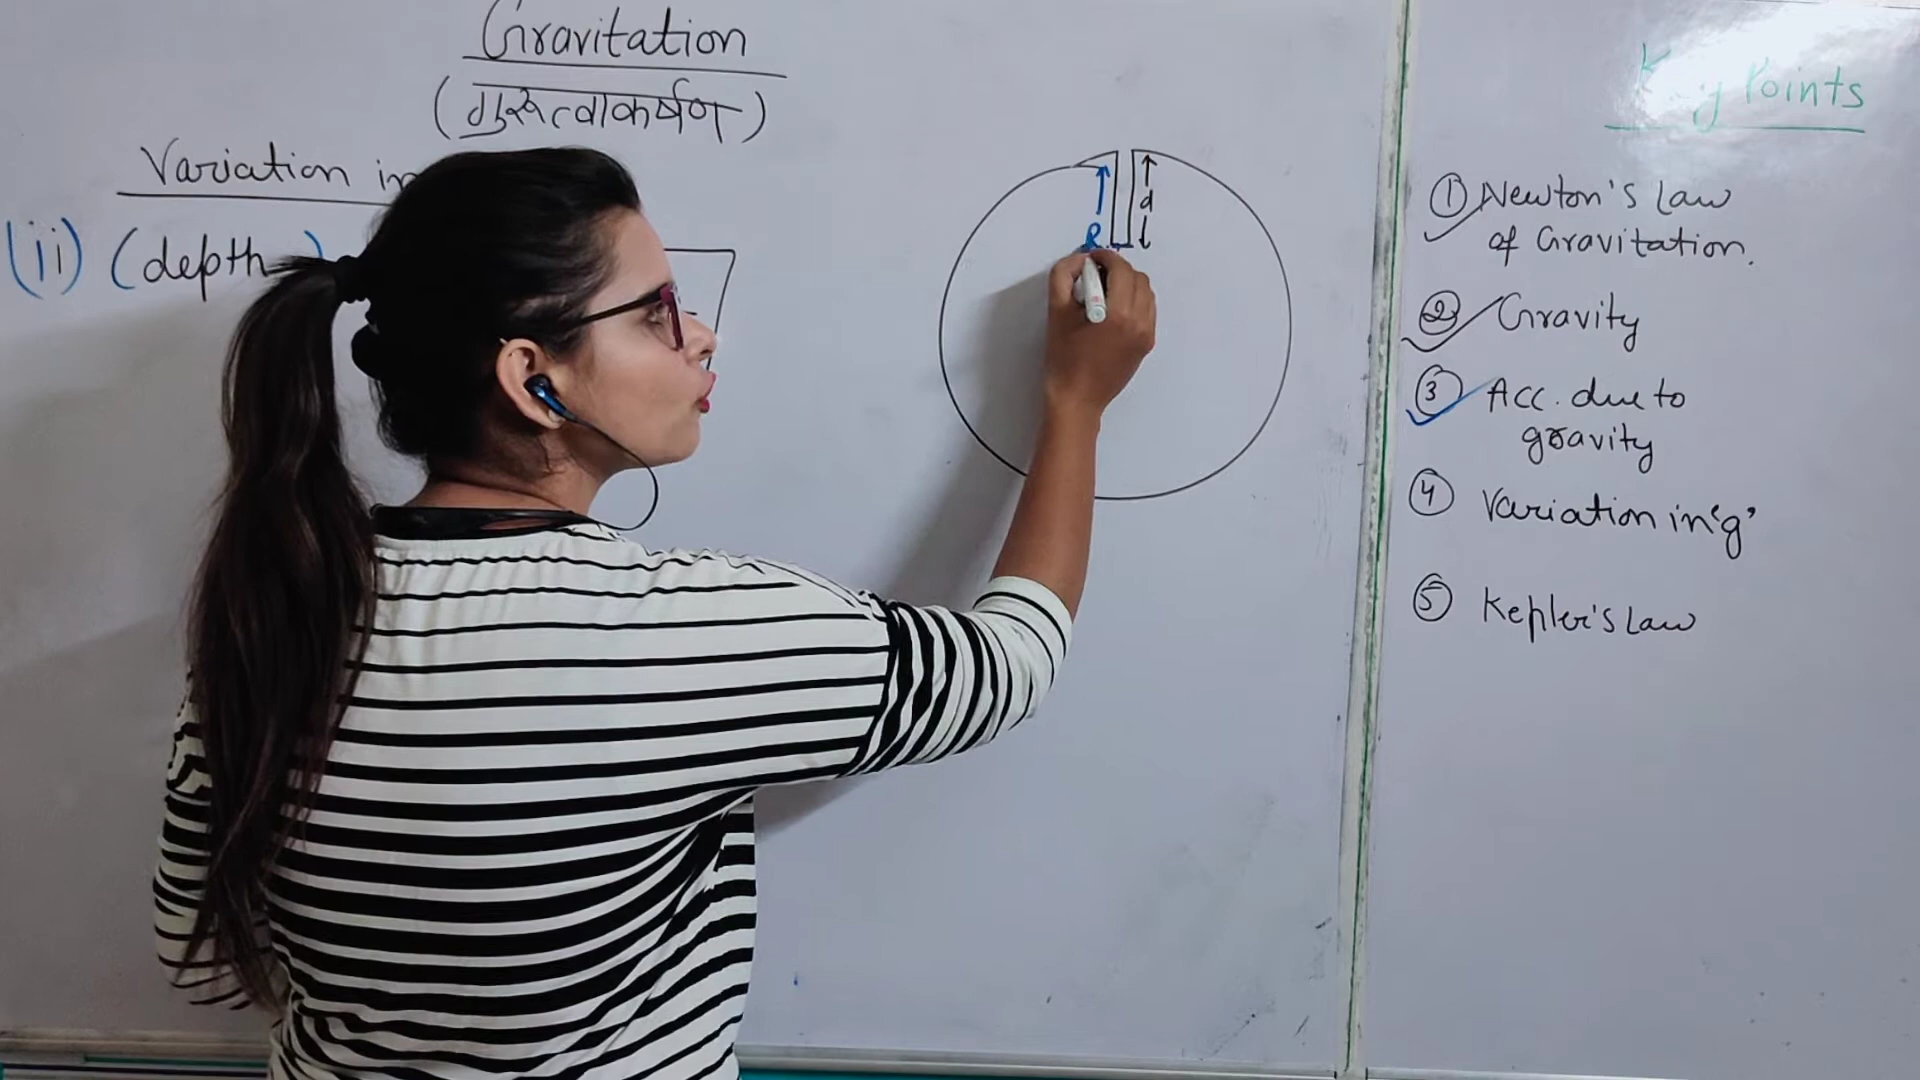 Gravitation
(गुरूत्वाकर्षण)
Variation in
(ii) (depth)
d
R
Key Points
① Newton's Law
of Gravitation.
② Gravity
③ Acc. due to
gravity
④ Variation in 'g'
⑤ Kepler's Law